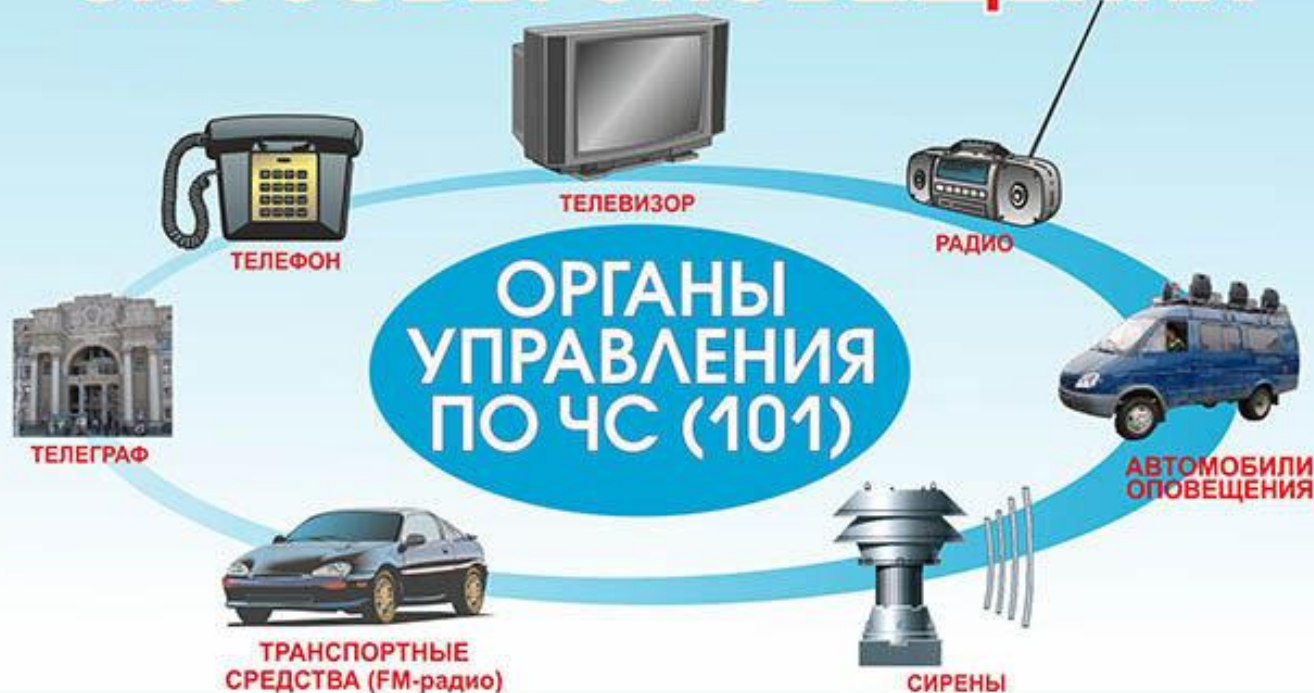 ТЕЛЕВИЗОР
ТЕЛЕФОН
РАДИО
ОРГАНЫ
УПРАВЛЕНИЯ
ПО ЧС (101)
ТЕЛЕГРАФ
АВТОМОБИЛИ
ОПОВЕЩЕНИЯ
ТРАНСПОРТНЫЕ
СРЕДСТВА (FM-радио)
СИРЕНЫ